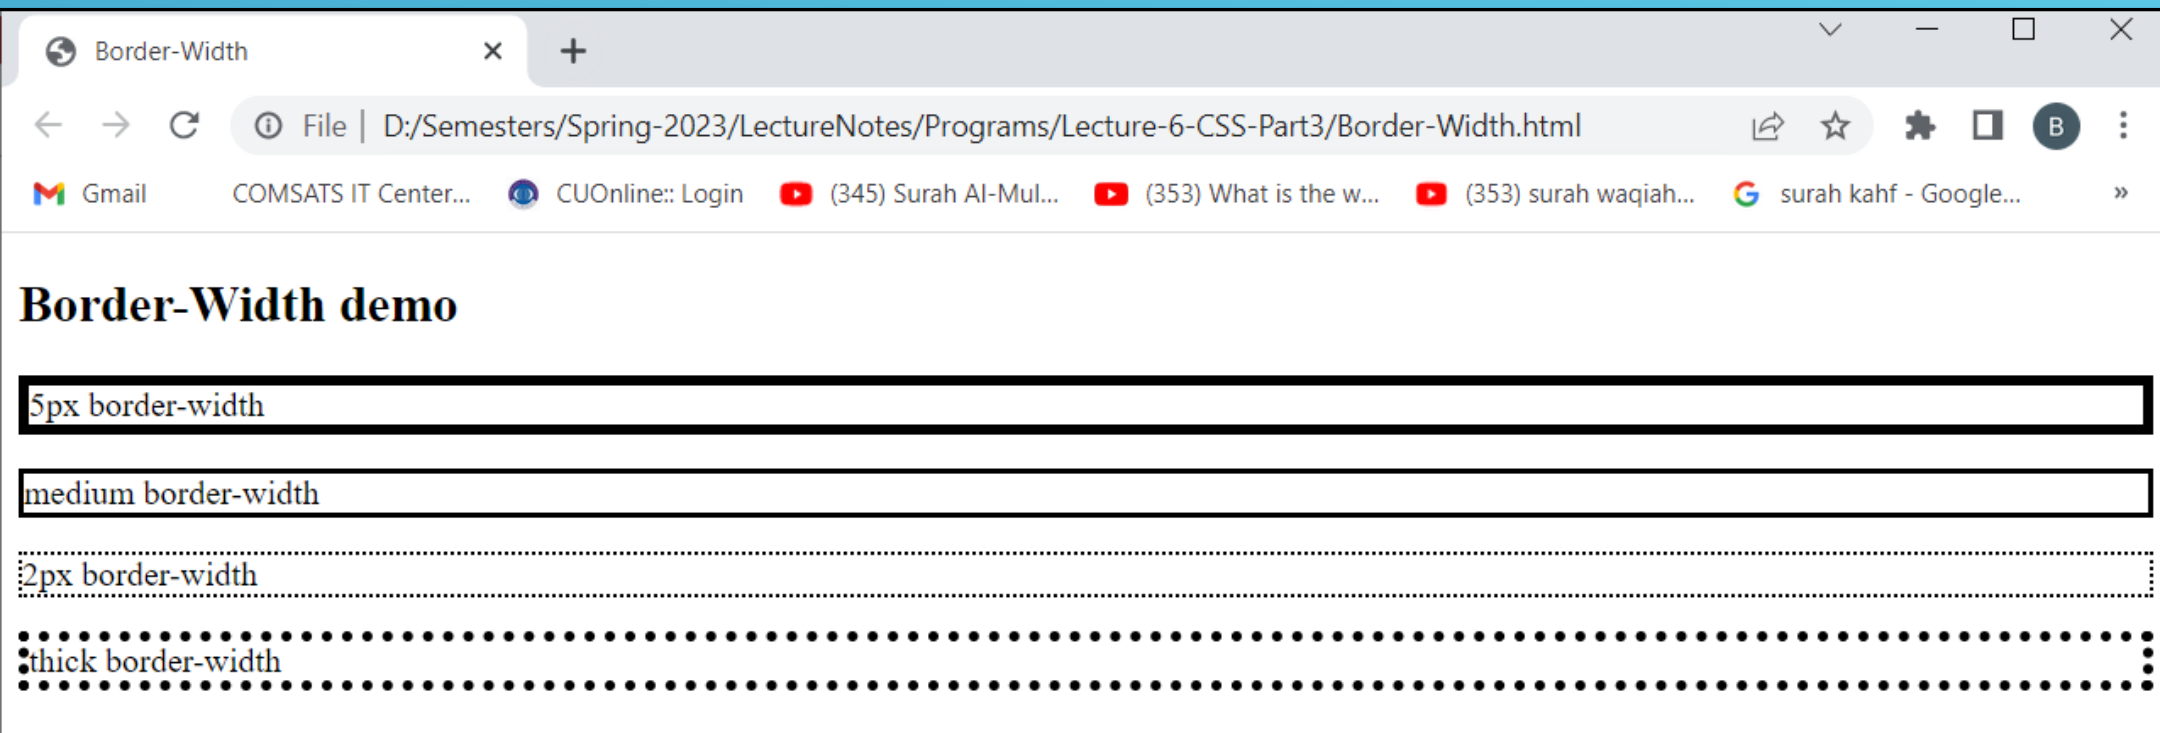 Border-Width
File | D:/Semesters/Spring-2023/LectureNotes/Programs/Lecture-6-CSS-Part3/Border-Width.html
B
Gmail COMSATS IT Center... CUOnline:: Login (345) Surah Al-Mul... (353) What is the w... (353) surah waqiah... surah kahf - Google... »
Border-Width demo
5px border-width
medium border-width
2px border-width
thick border-width